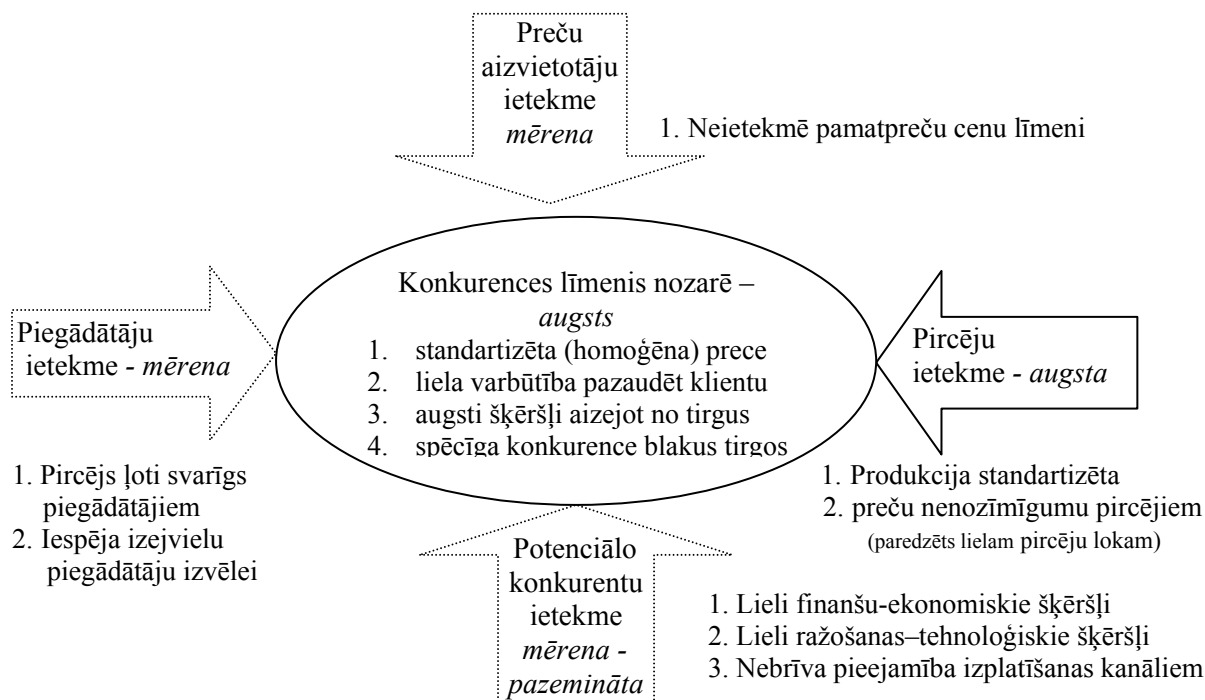 Preču
aizvietotāju
ietekme
mērena
1. Neietekmē pamatpreču cenu līmeni
Konkurences līmenis nozarē –
augsts
1. standartizēta (homoģēna) prece
2. liela varbūtība pazaudēt klientu
3. augsti šķēršļi aizejot no tirgus
4. spēcīga konkurence blakus tirgos
Piegādātāju
ietekme - mērena
1. Pircējs ļoti svarīgs
piegādātājiem
2. Iespēja izejvielu
piegādātāju izvēlei
Pircēju
ietekme - augsta
1. Produkcija standartizēta
2. preču nenozīmīgumu pircējiem
(paredzēts lielam pircēju lokam)
Potenciālo
konkurentu
ietekme
mērena -
pazemināta
1. Lieli finanšu-ekonomiskie šķēršļi
2. Lieli ražošanas–tehnoloģiskie šķēršļi
3. Nebrīva pieejamība izplatīšanas kanāliem